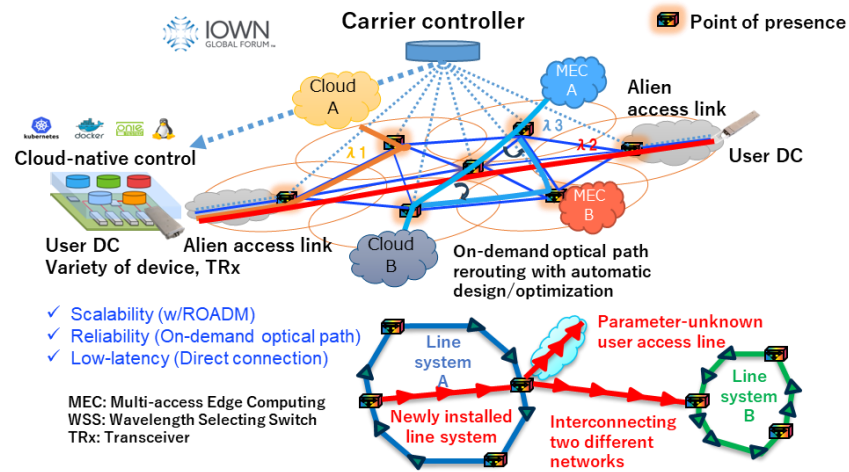 IOWN
GLOBAL FORUM™
Carrier controller
Point of presence
Cloud
A
MEC
A
Alien
access link
kubernetes
docker
onie
Cloud-native control
λ1
λ3
λ2
User DC
User DC
Variety of device, TRx
Alien access link
Cloud
B
MEC
B
On-demand optical path
rerouting with automatic
design/optimization
✓ Scalability (w/ROADM)
✓ Reliability (On-demand optical path)
✓ Low-latency (Direct connection)
MEC: Multi-access Edge Computing
WSS: Wavelength Selecting Switch
TRx: Transceiver
Line
system
A
Newly installed
line system
Parameter-unknown
user access line
Interconnecting
two different
networks
Line
system
B